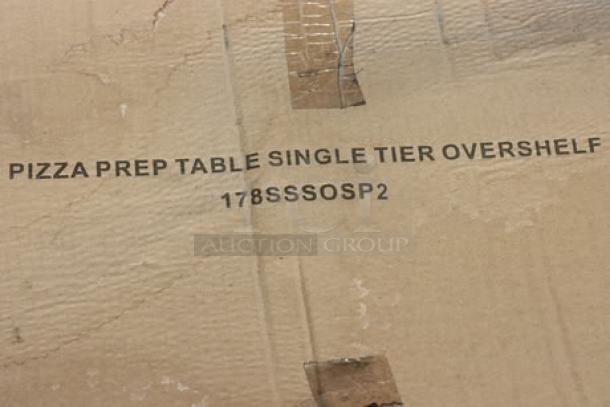 PIZZA PREP TABLE SINGLE TIER OVERSHELF
178SSSOSP2
AUCTION GROUP